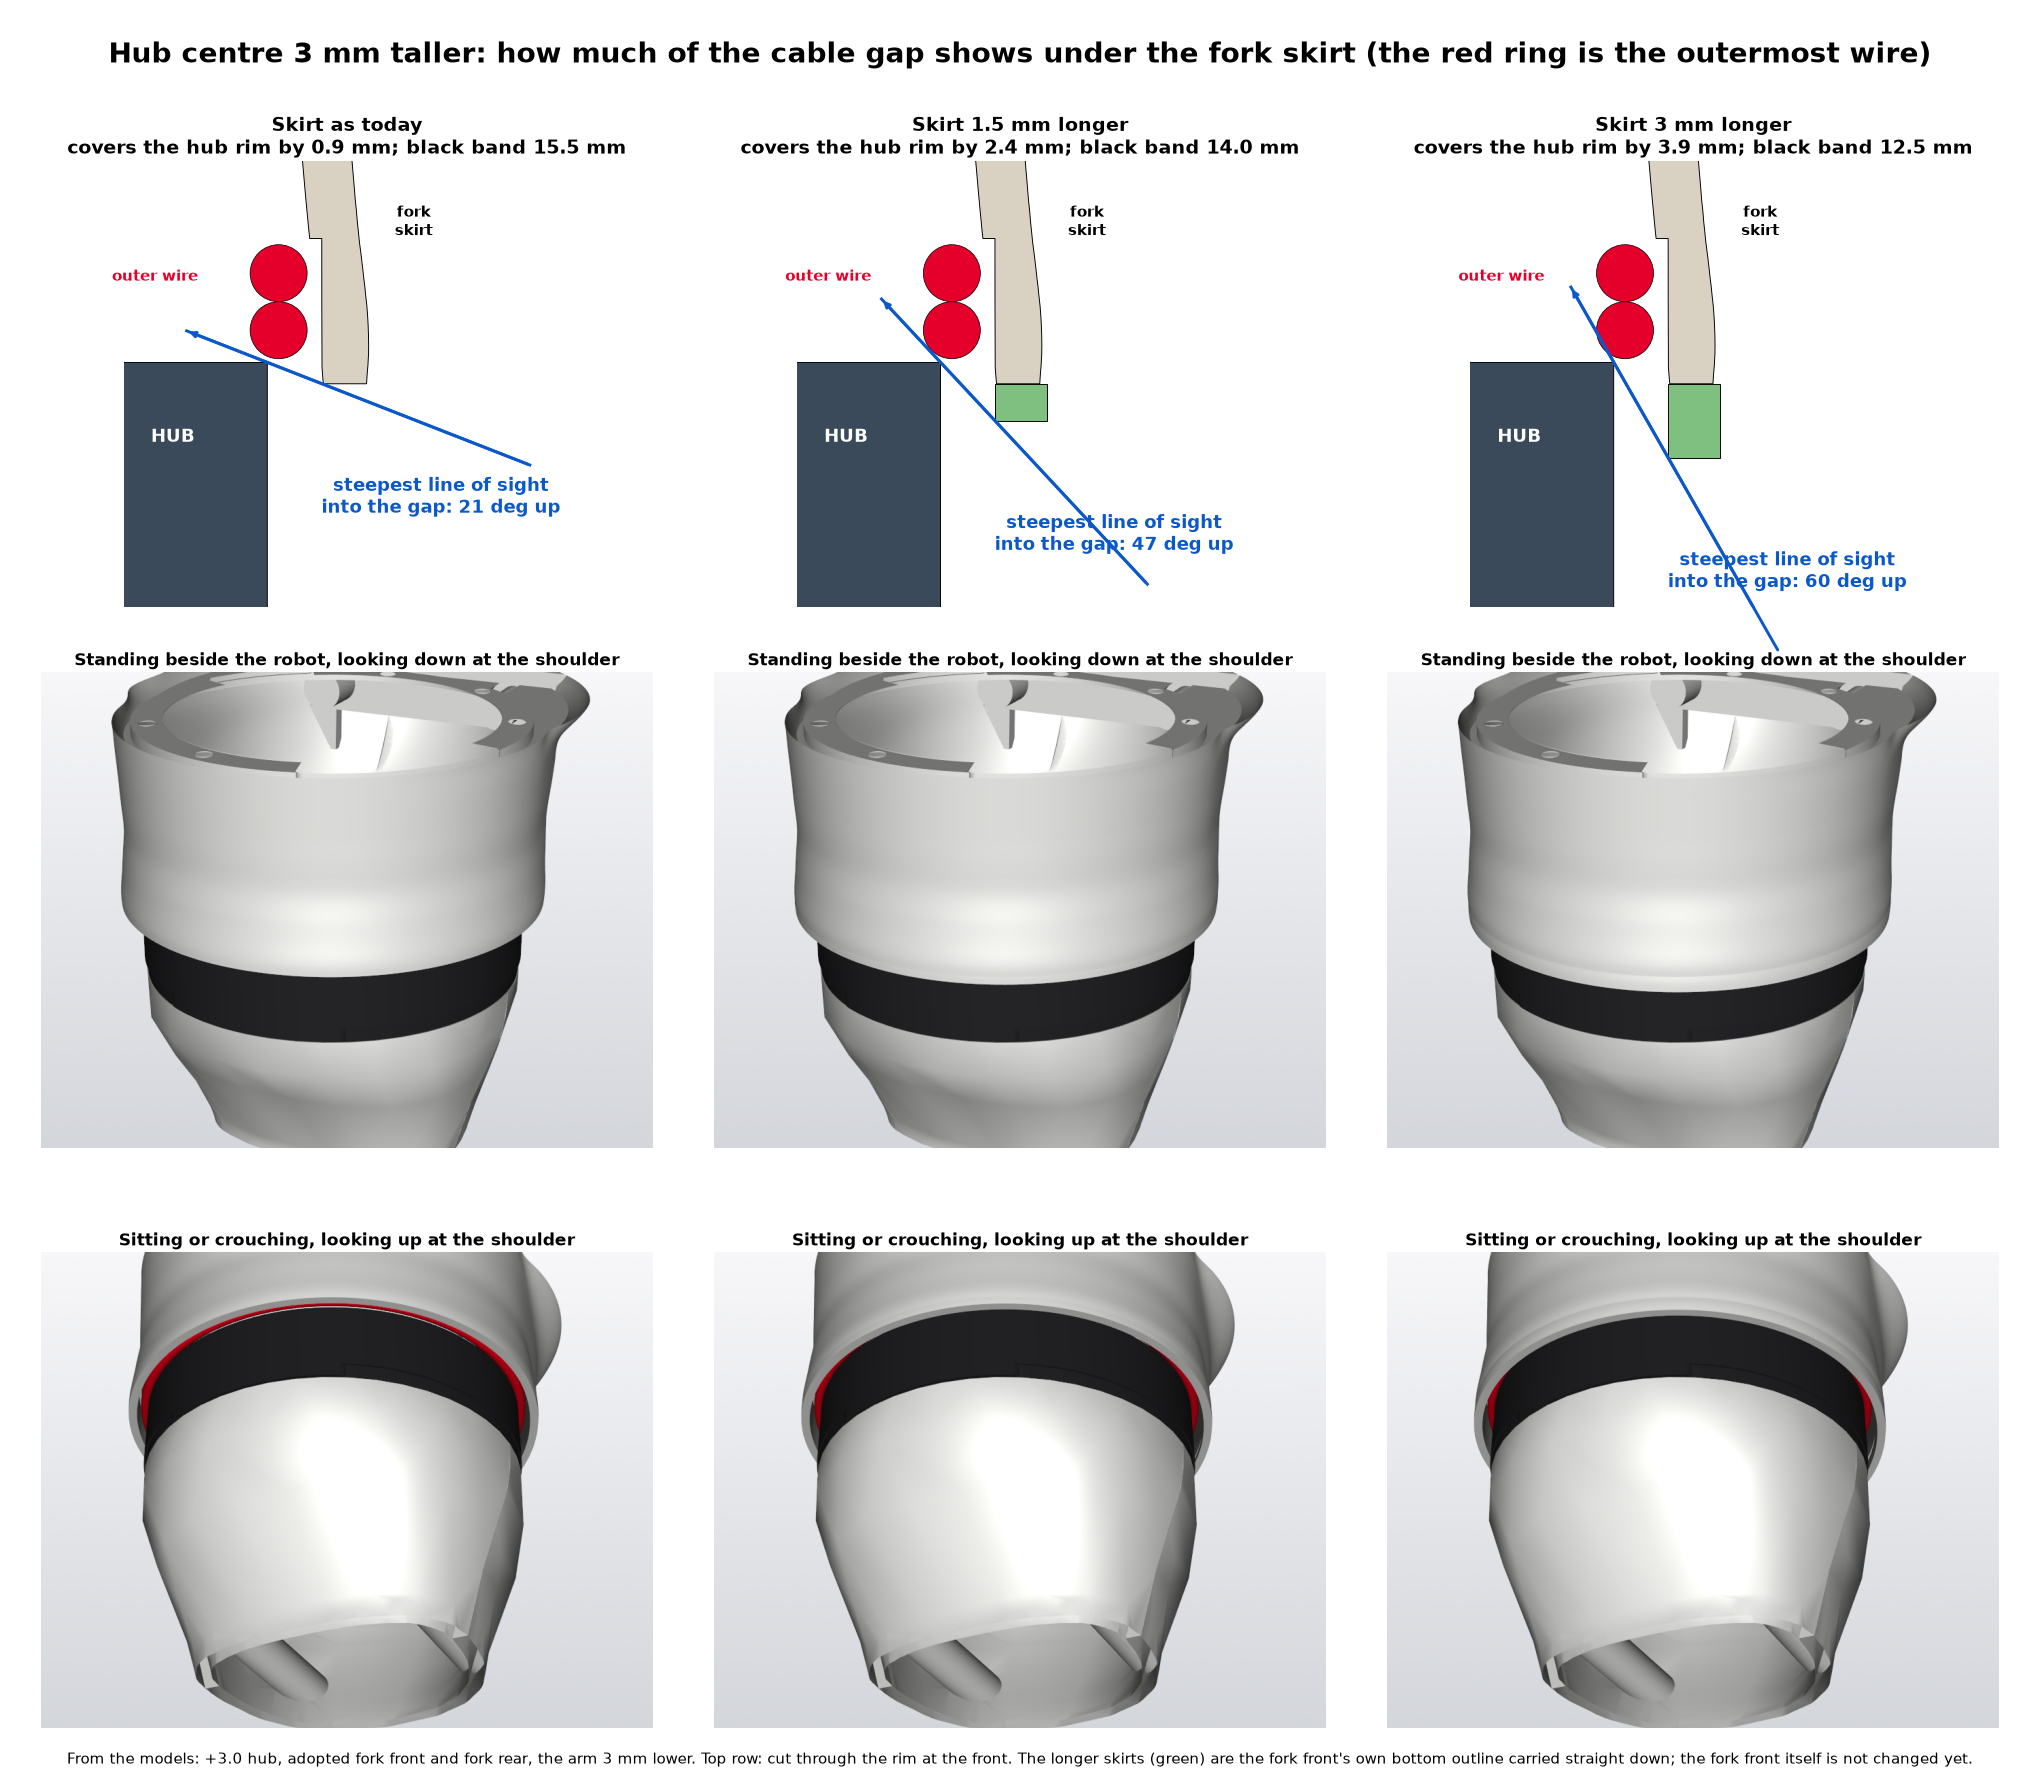 Hub centre 3 mm taller: how much of the cable gap shows under the fork skirt (the red ring is the outermost wire)
Skirt as today
covers the hub rim by 0.9 mm; black band 15.5 mm
fork
skirt
outer wire
HUB
steepest line of sight
into the gap: 21 deg up
Skirt 1.5 mm longer
covers the hub rim by 2.4 mm; black band 14.0 mm
fork
skirt
outer wire
HUB
steepest line of sight
into the gap: 47 deg up
Skirt 3 mm longer
covers the hub rim by 3.9 mm; black band 12.5 mm
fork
skirt
outer wire
HUB
steepest line of sight
into the gap: 60 deg up
Standing beside the robot, looking down at the shoulder
Standing beside the robot, looking down at the shoulder
Standing beside the robot, looking down at the shoulder
Sitting or crouching, looking up at the shoulder
Sitting or crouching, looking up at the shoulder
Sitting or crouching, looking up at the shoulder
From the models: +3.0 hub, adopted fork front and fork rear, the arm 3 mm lower. Top row: cut through the rim at the front. The longer skirts (green) are the fork front's own bottom outline carried straight down; the fork front itself is not changed yet.